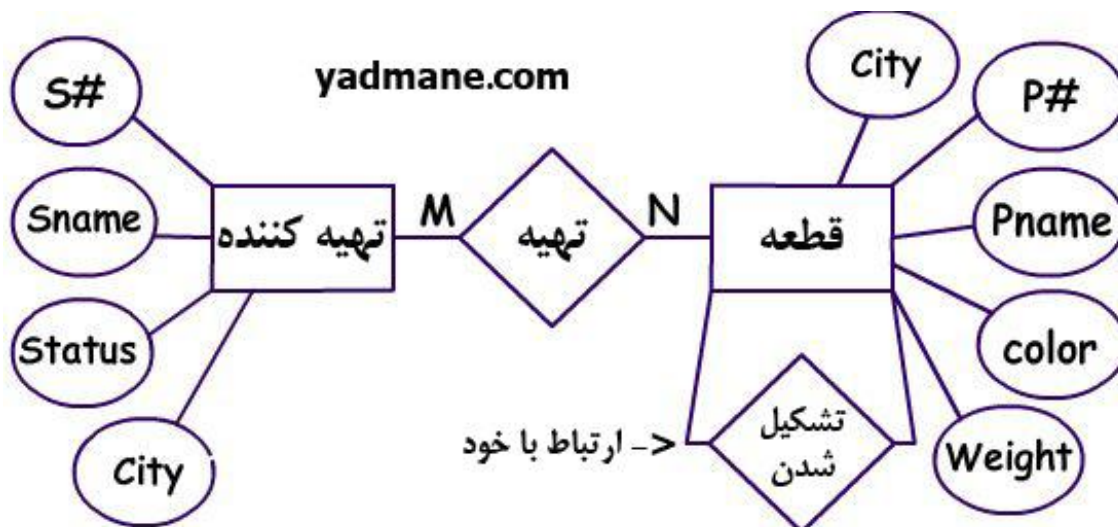 yadmane.com
S#
Sname
Status
City
تهیه کننده
M
تهیه
N
قطعه
City
P#
Pname
color
Weight
تشکیل
شدن
ارتباط با خود ->